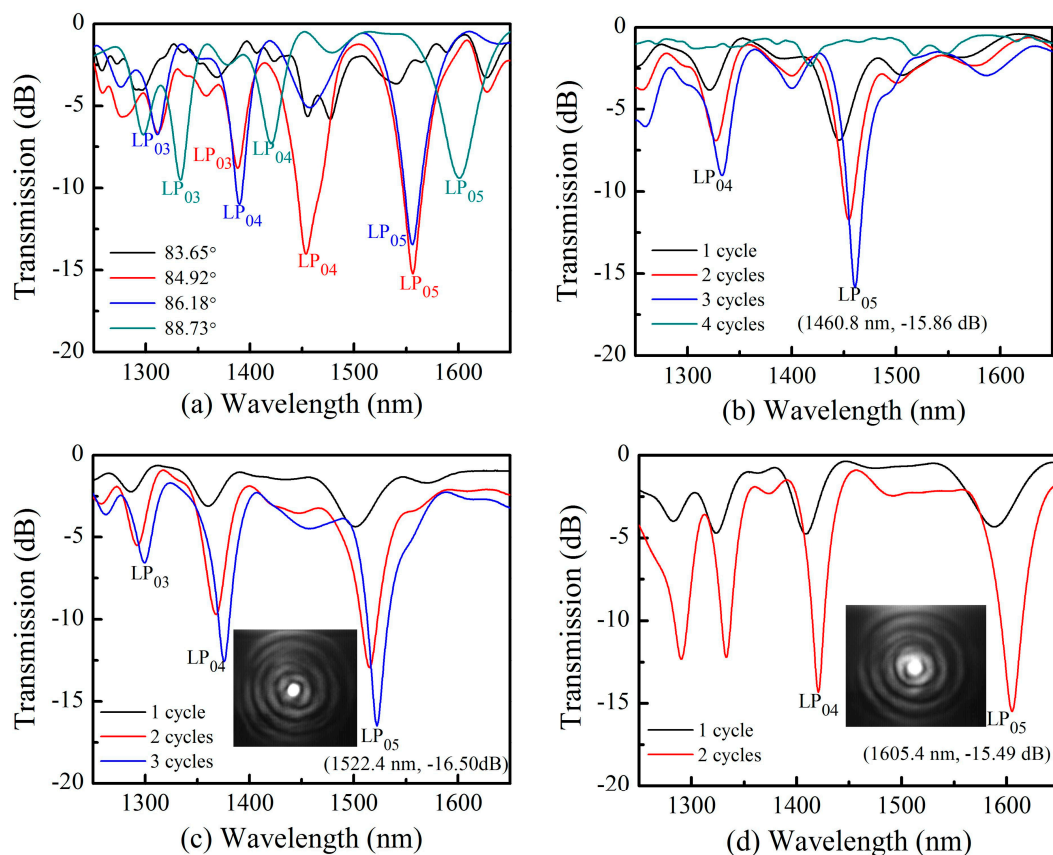 0
-5
-10
-15
-20
Transmission (dB)
LP03
LP03
LP03
LP04
LP04
LP04
LP05
LP05
LP05
83.65°
84.92°
86.18°
88.73°
1300
1400
1500
1600
(a) Wavelength (nm)
0
-5
-10
-15
-20
Transmission (dB)
LP04
LP05
(1460.8 nm, -15.86 dB)
1 cycle
2 cycles
3 cycles
4 cycles
1300
1400
1500
1600
(b) Wavelength (nm)
0
-5
-10
-15
-20
Transmission (dB)
LP03
LP04
LP05
(1522.4 nm, -16.50dB)
1 cycle
2 cycles
3 cycles
1300
1400
1500
1600
(c) Wavelength (nm)
0
-5
-10
-15
-20
Transmission (dB)
LP04
LP05
(1605.4 nm, -15.49 dB)
1 cycle
2 cycles
1300
1400
1500
1600
(d) Wavelength (nm)